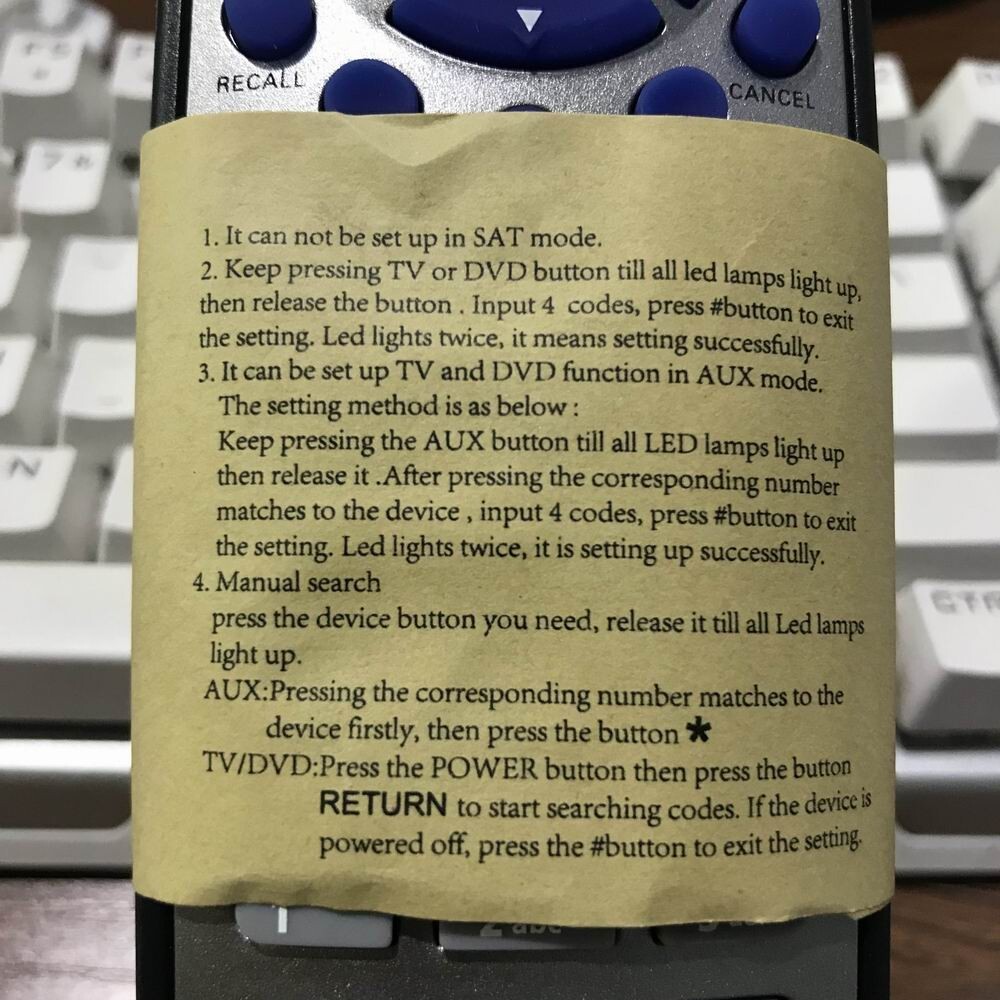 RECALL
CANCEL
1. It can not be set up in SAT mode.
2. Keep pressing TV or DVD button till all led lamps light up,
then release the button . Input 4 codes, press #button to exit
the setting. Led lights twice, it means setting successfully.
3. It can be set up TV and DVD function in AUX mode.
The setting method is as below :
Keep pressing the AUX button till all LED lamps light up
then release it .After pressing the corresponding number
matches to the device , input 4 codes, press #button to exit
the setting. Led lights twice, it is setting up successfully.
4. Manual search
press the device button you need, release it till all Led lamps
light up.
AUX:Pressing the corresponding number matches to the
device firstly, then press the button *
TV/DVD:Press the POWER button then press the button
RETURN to start searching codes. If the device is
powered off, press the #button to exit the setting.
2 abc